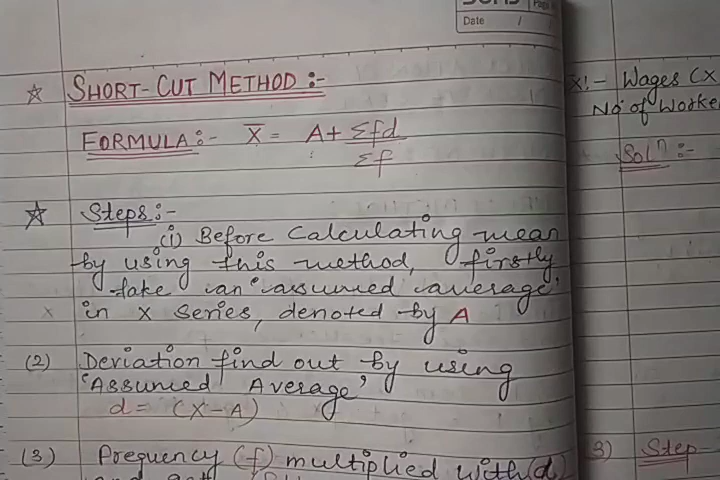 Date /
☆ SHORT-CUT METHOD :-
FORMULA :- X̅ = A + Σfd / Σf
☆ Steps :-
(i) Before Calculating mean
by using this method, firstly
take an 'assumed average'
in X series, denoted by A
(2) Deviation find out by using
'Assumed Average'
d = (X-A)
(3) Frequency (f) multiplied with (d)
Wages (X
No of Worke
Sol^n :-
3) Step